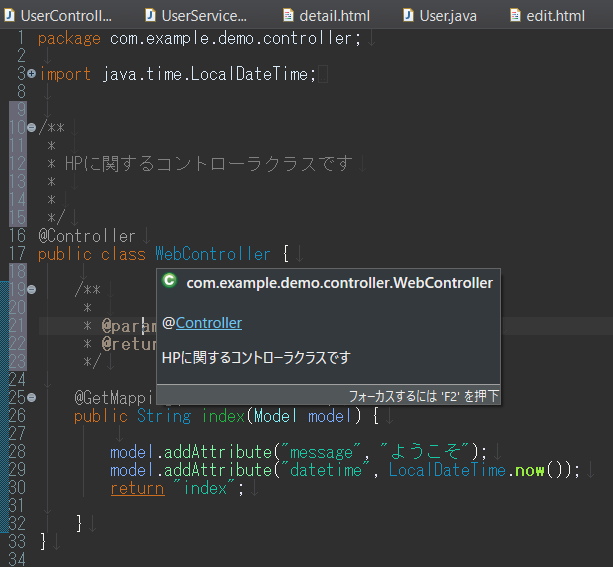 UserControl...
UserService...
detail.html
User.java
edit.html
1 package com.example.demo.controller;
2
3 import java.time.LocalDateTime;
8
9
10 /**
11 *
12 * HPに関するコントローラクラスです
13 *
14 *
15 */
16 @Controller
17 public class WebController {
18
19 /**
20 *
21 * @param
22 * @retur
23 */
24
25 @GetMapping
26 public String index(Model model) {
27
28 model.addAttribute("message", "ようこそ");
29 model.addAttribute("datetime", LocalDateTime.now());
30 return "index";
31
32 }
33 }
34
com.example.demo.controller.WebController
@Controller
HPに関するコントローラクラスです
フォーカスするには 'F2' を押下